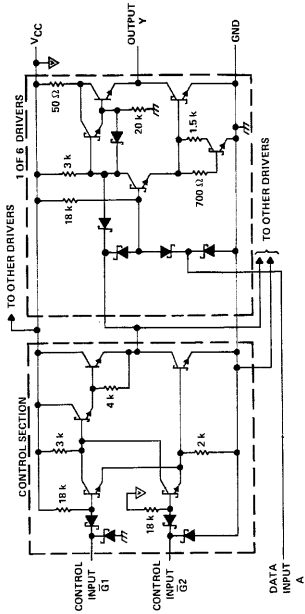 VCC
OUTPUT
Y
GND
1 OF 6 DRIVERS
50 Ω
20 k
1.5 k
3 k
18 k
700 Ω
TO OTHER DRIVERS
TO OTHER DRIVERS
CONTROL SECTION
18 k
3 k
4 k
18 k
2 k
CONTROL
INPUT
G1
CONTROL
INPUT
G2
DATA
INPUT
A